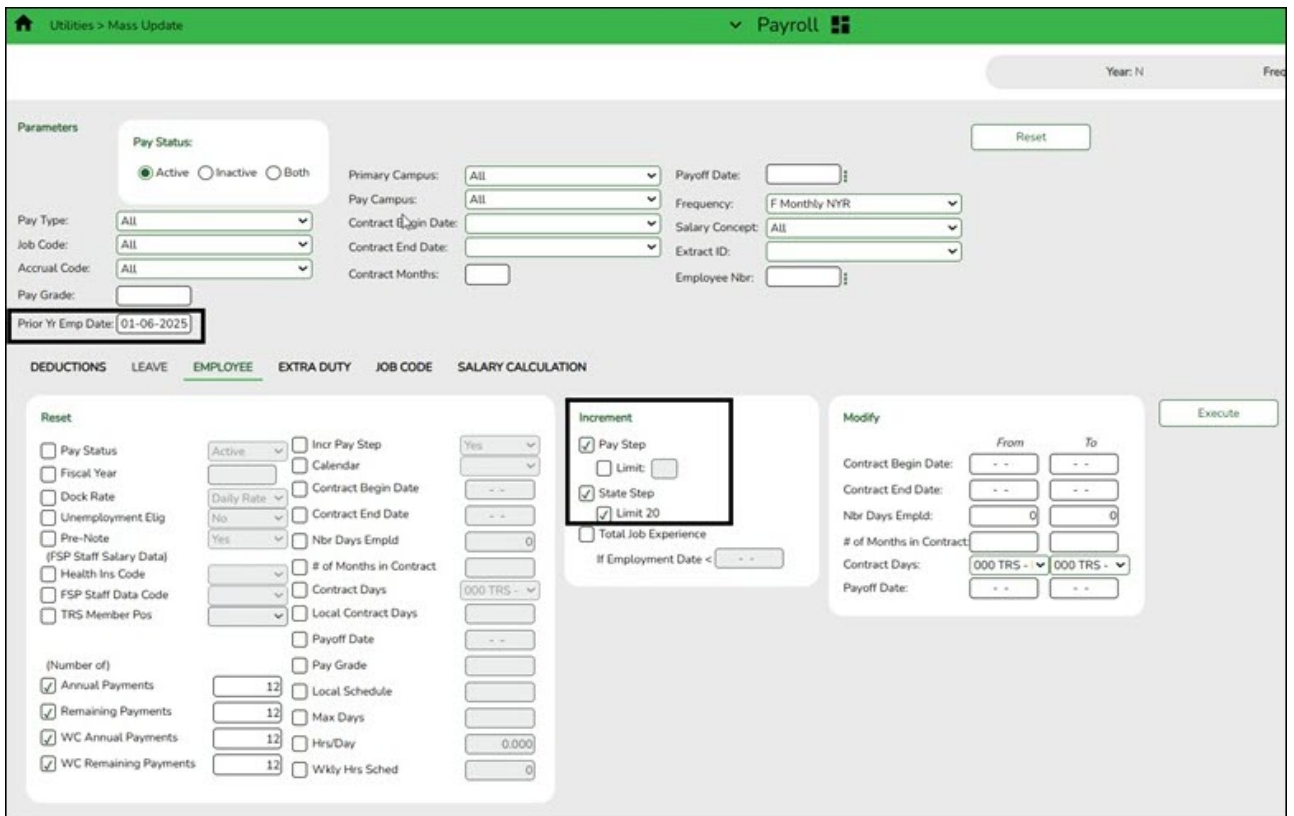 Utilities > Mass Update
Payroll
Year: N
Freq
Parameters
Pay Status:
Active Inactive Both
Reset
Primary Campus: All
Payoff Date:
Pay Campus: All
Frequency: F Monthly NYR
Pay Type: All
Contract Begin Date:
Salary Concept: All
Job Code: All
Contract End Date:
Extract ID:
Accrual Code: All
Contract Months:
Employee Nbr:
Pay Grade:
Prior Yr Emp Date: 01-06-2025
DEDUCTIONS LEAVE EMPLOYEE EXTRA DUTY JOB CODE SALARY CALCULATION
Reset
Pay Status Active
Fiscal Year
Dock Rate Daily Rate
Unemployment Elig No
Pre-Note Yes
(FSP Staff Salary Data)
Health Ins Code
FSP Staff Data Code
TRS Member Pos
(Number of)
Annual Payments 12
Remaining Payments 12
WC Annual Payments 12
WC Remaining Payments 12
Incr Pay Step Yes
Calendar
Contract Begin Date - -
Contract End Date - -
Nbr Days Empld 0
# of Months in Contract
Contract Days 000 TRS -
Local Contract Days
Payoff Date - -
Pay Grade
Local Schedule
Max Days
Hrs/Day 0.000
Wkly Hrs Sched 0
Increment
Pay Step
Limit:
State Step
Limit 20
Total Job Experience
If Employment Date < - -
Modify
From To
Contract Begin Date: - - - -
Contract End Date: - - - -
Nbr Days Empld: 0 0
# of Months in Contract:
Contract Days: 000 TRS - 000 TRS -
Payoff Date: - - - -
Execute